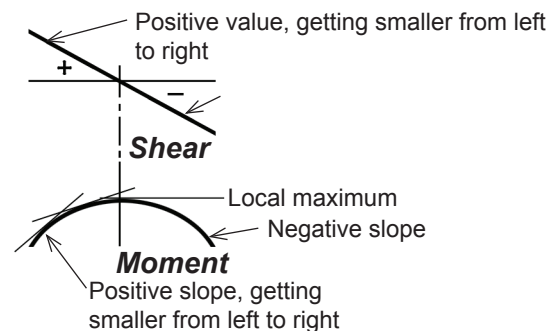 Positive value, getting smaller from left
to right
+
−
Shear
Local maximum
Negative slope
Moment
Positive slope, getting
smaller from left to right